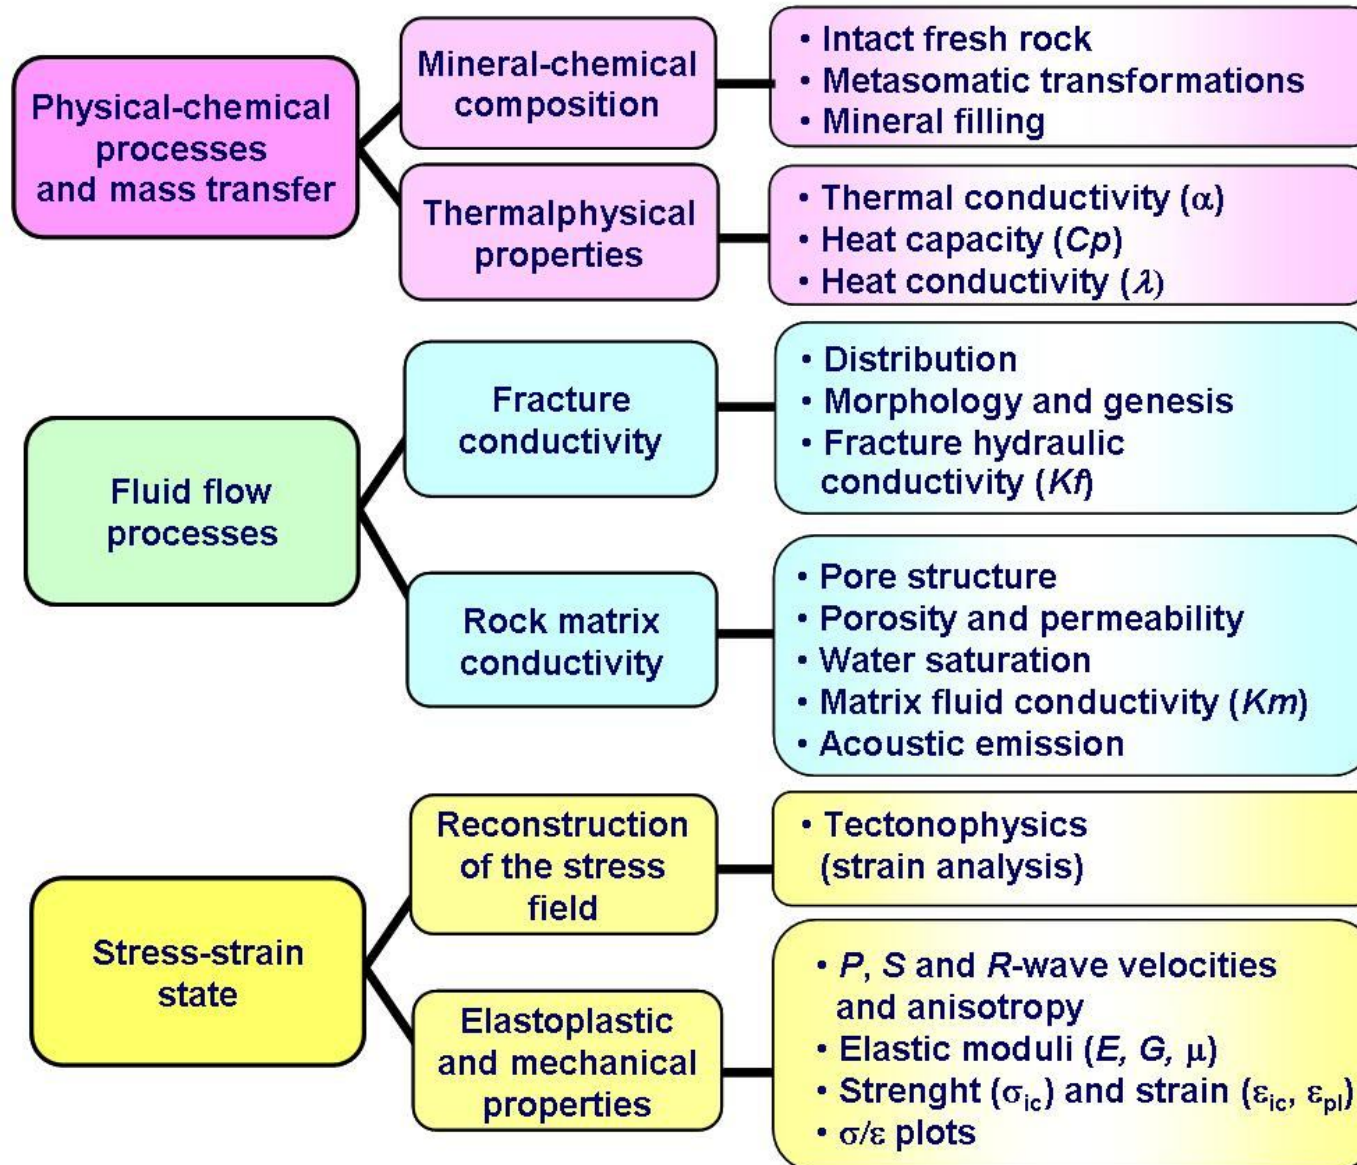 Physical-chemical
processes
and mass transfer
Mineral-chemical
composition
• Intact fresh rock
• Metasomatic transformations
• Mineral filling
Thermalphysical
properties
• Thermal conductivity (α)
• Heat capacity (Cp)
• Heat conductivity (λ)
Fluid flow
processes
Fracture
conductivity
• Distribution
• Morphology and genesis
• Fracture hydraulic
conductivity (Kf)
Rock matrix
conductivity
• Pore structure
• Porosity and permeability
• Water saturation
• Matrix fluid conductivity (Km)
• Acoustic emission
Stress-strain
state
Reconstruction
of the stress
field
• Tectonophysics
(strain analysis)
Elastoplastic
and mechanical
properties
• P, S and R-wave velocities
and anisotropy
• Elastic moduli (E, G, μ)
• Strenght (σic) and strain (εic, εpl)
• σ/ε plots